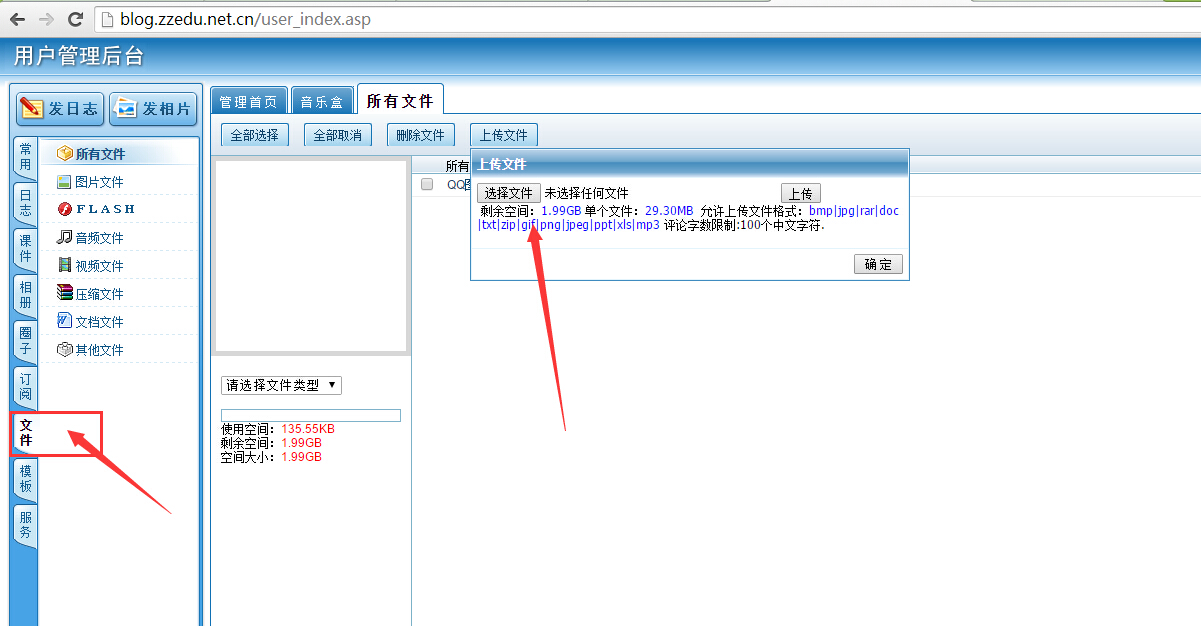 blog.zzedu.net.cn/user_index.asp
用户管理后台
发日志
发相片
管理首页
音乐盒
所有文件
全部选择
全部取消
删除文件
上传文件
常用
日志
课件
相册
圈子
订阅
文件
模板
服务
所有文件
图片文件
FLASH
音频文件
视频文件
压缩文件
文档文件
其他文件
所有
QQ
上传文件
选择文件 未选择任何文件
上传
剩余空间：1.99GB 单个文件：29.30MB 允许上传文件格式：bmp|jpg|rar|doc
|txt|zip|gif|png|jpeg|ppt|xls|mp3 评论字数限制:100个中文字符.
确 定
请选择文件类型
使用空间：135.55KB
剩余空间：1.99GB
空间大小：1.99GB